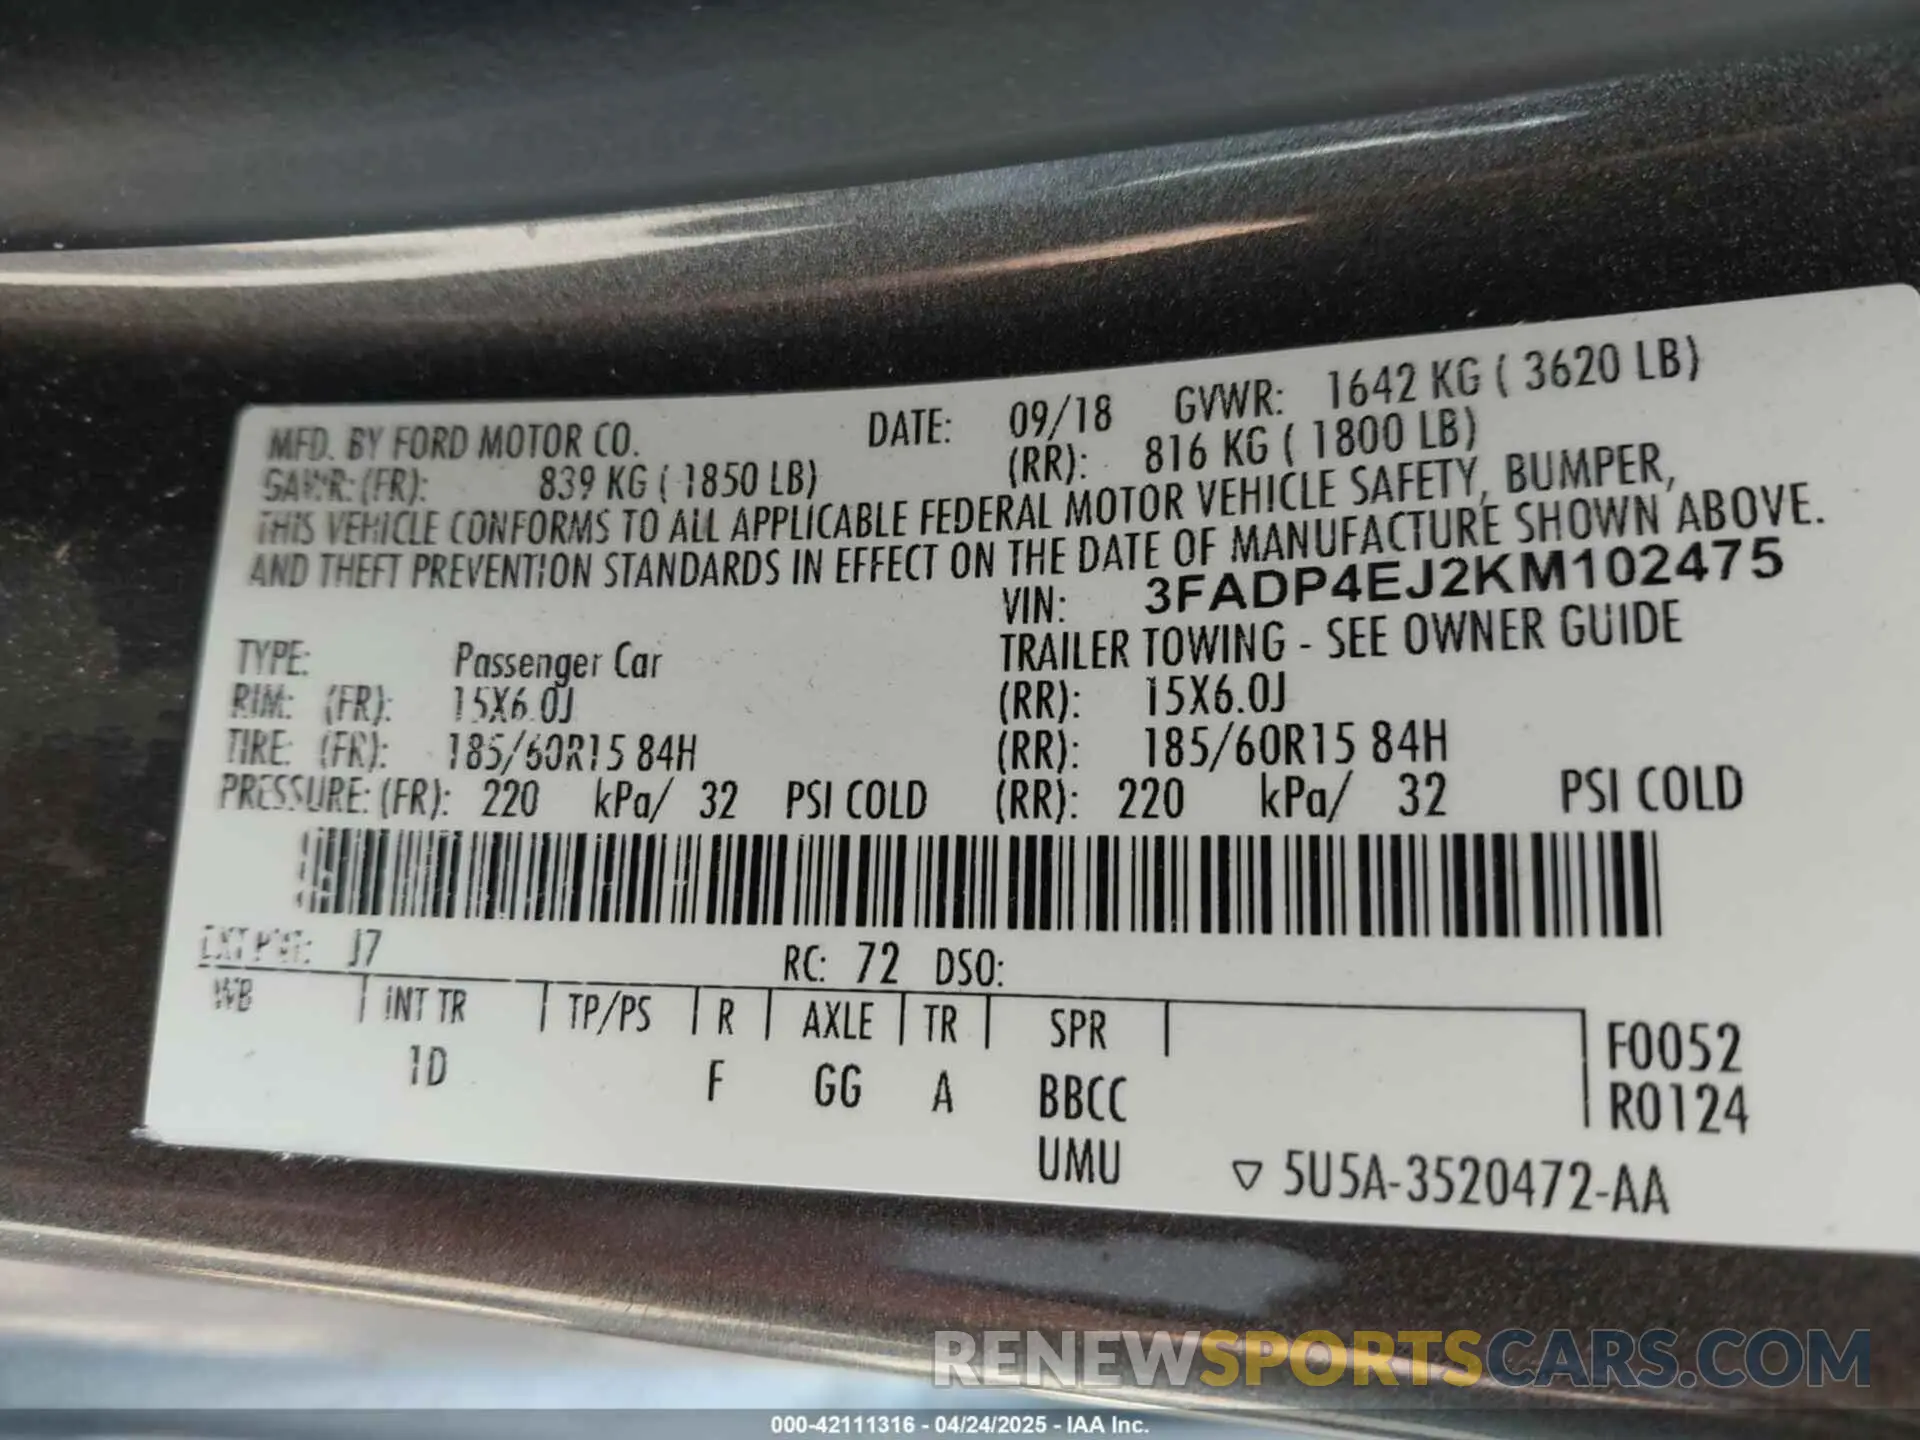 MFD. BY FORD MOTOR CO. DATE: 09/18 GVWR: 1642 KG ( 3620 LB)
GAWR: (FR): 839 KG ( 1850 LB) (RR): 816 KG ( 1800 LB)
THIS VEHICLE CONFORMS TO ALL APPLICABLE FEDERAL MOTOR VEHICLE SAFETY, BUMPER,
AND THEFT PREVENTION STANDARDS IN EFFECT ON THE DATE OF MANUFACTURE SHOWN ABOVE.
VIN: 3FADP4EJ2KM102475
TYPE: Passenger Car TRAILER TOWING - SEE OWNER GUIDE
RIM: (FR): 15X6.0J (RR): 15X6.0J
TIRE: (FR): 185/60R15 84H (RR): 185/60R15 84H
PRESSURE: (FR): 220 kPa/ 32 PSI COLD (RR): 220 kPa/ 32 PSI COLD
EXT PNT: J7 RC: 72 DSO:
WB INT TR TP/PS R AXLE TR SPR F0052
1D F GG A BBCC R0124
UMU ▽ 5U5A-3520472-AA
RENEWSPORTSCARS.COM
000-42111316 - 04/24/2025 - IAA Inc.